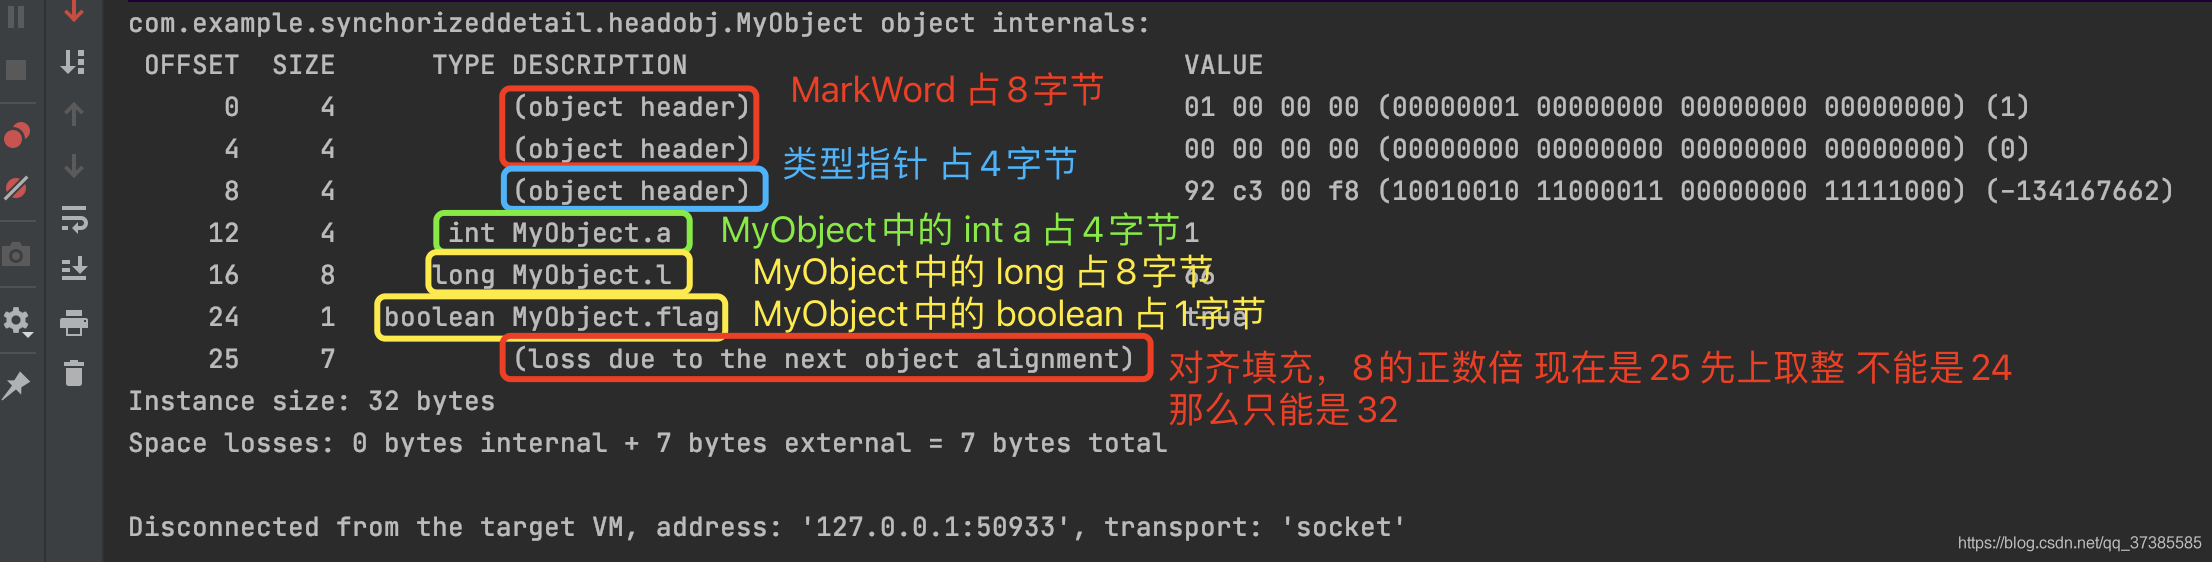 com.example.synchorizeddetail.headobj.MyObject object internals:
OFFSET SIZE TYPE DESCRIPTION VALUE
MarkWord 占8字节
0 4 (object header) 01 00 00 00 (00000001 00000000 00000000 00000000) (1)
4 4 (object header) 00 00 00 00 (00000000 00000000 00000000 00000000) (0)
类型指针 占4字节
8 4 (object header) 92 c3 00 f8 (10010010 11000011 00000000 11111000) (-134167662)
12 4 int MyObject.a MyObject中的 int a 占4字节 1
16 8 long MyObject.l MyObject中的 long 占8字节
24 1 boolean MyObject.flag MyObject中的 boolean 占1字节 true
25 7 (loss due to the next object alignment) 对齐填充，8的正数倍 现在是25 先上取整 不能是24
那么只能是32
Instance size: 32 bytes
Space losses: 0 bytes internal + 7 bytes external = 7 bytes total
Disconnected from the target VM, address: '127.0.0.1:50933', transport: 'socket'
https://blog.csdn.net/qq_37385585